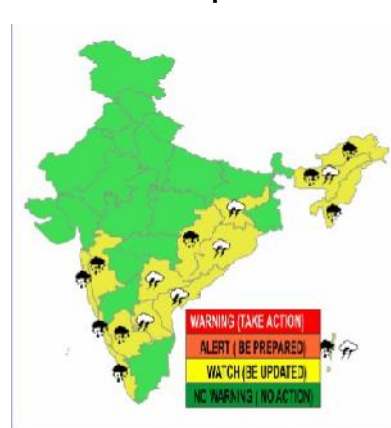 WARNING (TAKE ACTION)
ALERT ( BE PREPARED)
WATCH (BE UPDATED)
NO WARNING ( NO ACTION)